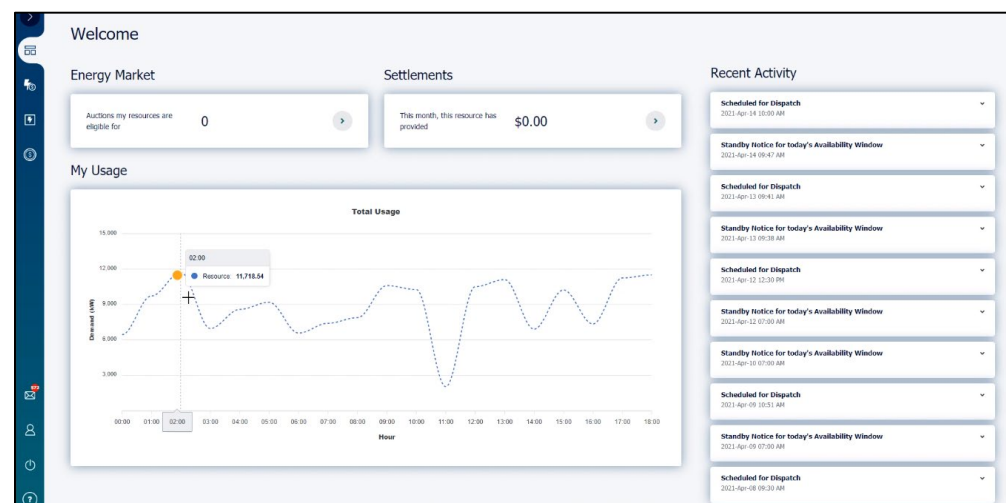 Welcome
Energy Market
Auctions my resources are
eligible for
0
Settlements
This month, this resource has
provided
$0.00
My Usage
Total Usage
15.000
12.000
9.000
6.000
3.000
Demand (kW)
02:00
Resource: 11,718.54
00:00 01:00 02:00 03:00 04:00 05:00 06:00 07:00 08:00 09:00 10:00 11:00 12:00 13:00 14:00 15:00 16:00 17:00 18:00
Hour
Recent Activity
Scheduled for Dispatch
2021-Apr-14 10:00 AM
Standby Notice for today's Availability Window
2021-Apr-14 09:47 AM
Scheduled for Dispatch
2021-Apr-13 09:41 AM
Standby Notice for today's Availability Window
2021-Apr-13 09:38 AM
Scheduled for Dispatch
2021-Apr-12 12:30 PM
Standby Notice for today's Availability Window
2021-Apr-12 07:00 AM
Standby Notice for today's Availability Window
2021-Apr-10 07:00 AM
Scheduled for Dispatch
2021-Apr-09 10:51 AM
Standby Notice for today's Availability Window
2021-Apr-09 07:00 AM
Scheduled for Dispatch
2021-Apr-08 09:30 AM